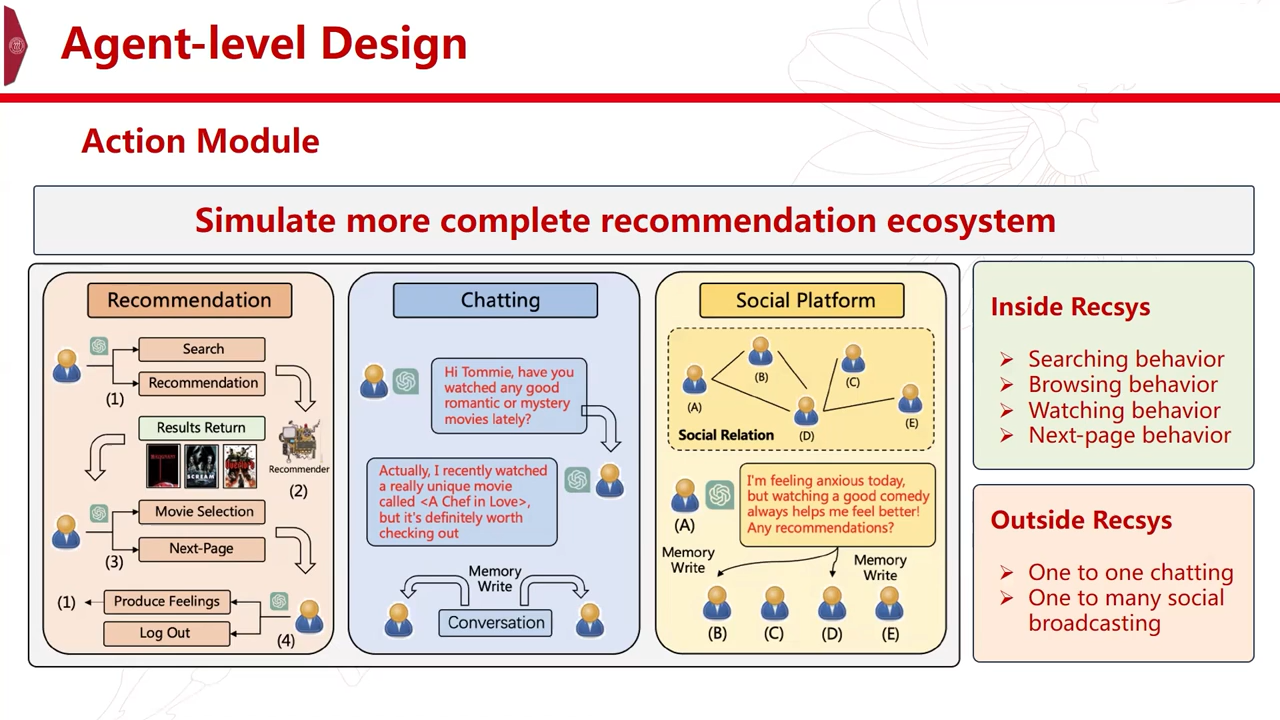 Agent-level Design
Action Module
Simulate more complete recommendation ecosystem
Recommendation
Search
Recommendation
(1)
Results Return
Recommender
(2)
Movie Selection
Next-Page
(3)
(1)
Produce Feelings
Log Out
(4)
Chatting
Hi Tommie, have you
watched any good
romantic or mystery
movies lately?
Actually, I recently watched
a really unique movie
called <A Chef in Love>,
but it's definitely worth
checking out
Memory
Write
Conversation
Social Platform
(A)
(B)
(C)
(D)
(E)
Social Relation
I'm feeling anxious today,
but watching a good comedy
always helps me feel better!
Any recommendations?
(A)
Memory
Write
Memory
Write
(B)
(C)
(D)
(E)
Inside Recsys
Searching behavior
Browsing behavior
Watching behavior
Next-page behavior
Outside Recsys
One to one chatting
One to many social
broadcasting